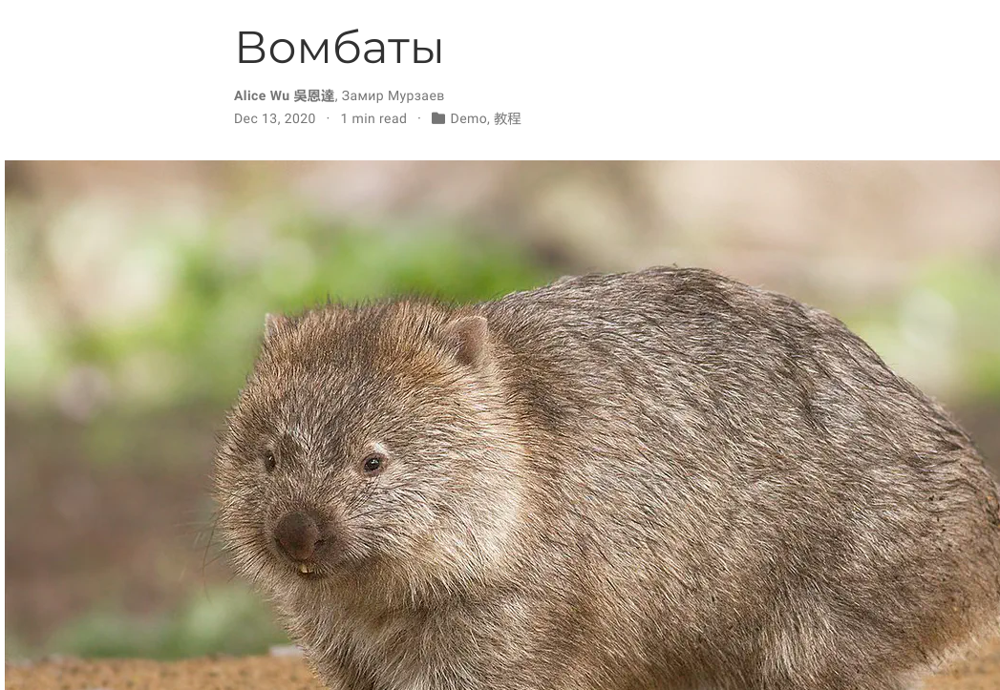 Вомбаты
Alice Wu 吳恩達, Замир Мурзаев
Dec 13, 2020 · 1 min read · Demo, 教程